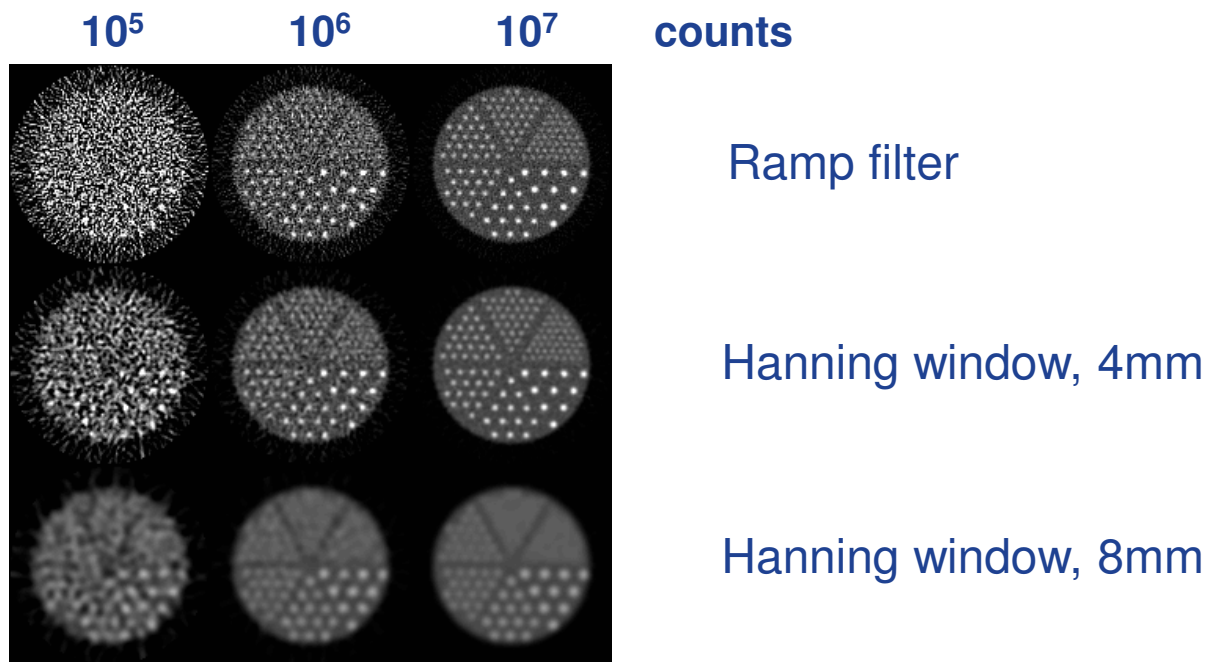 10⁵ 10⁶ 10⁷ counts
Ramp filter
Hanning window, 4mm
Hanning window, 8mm